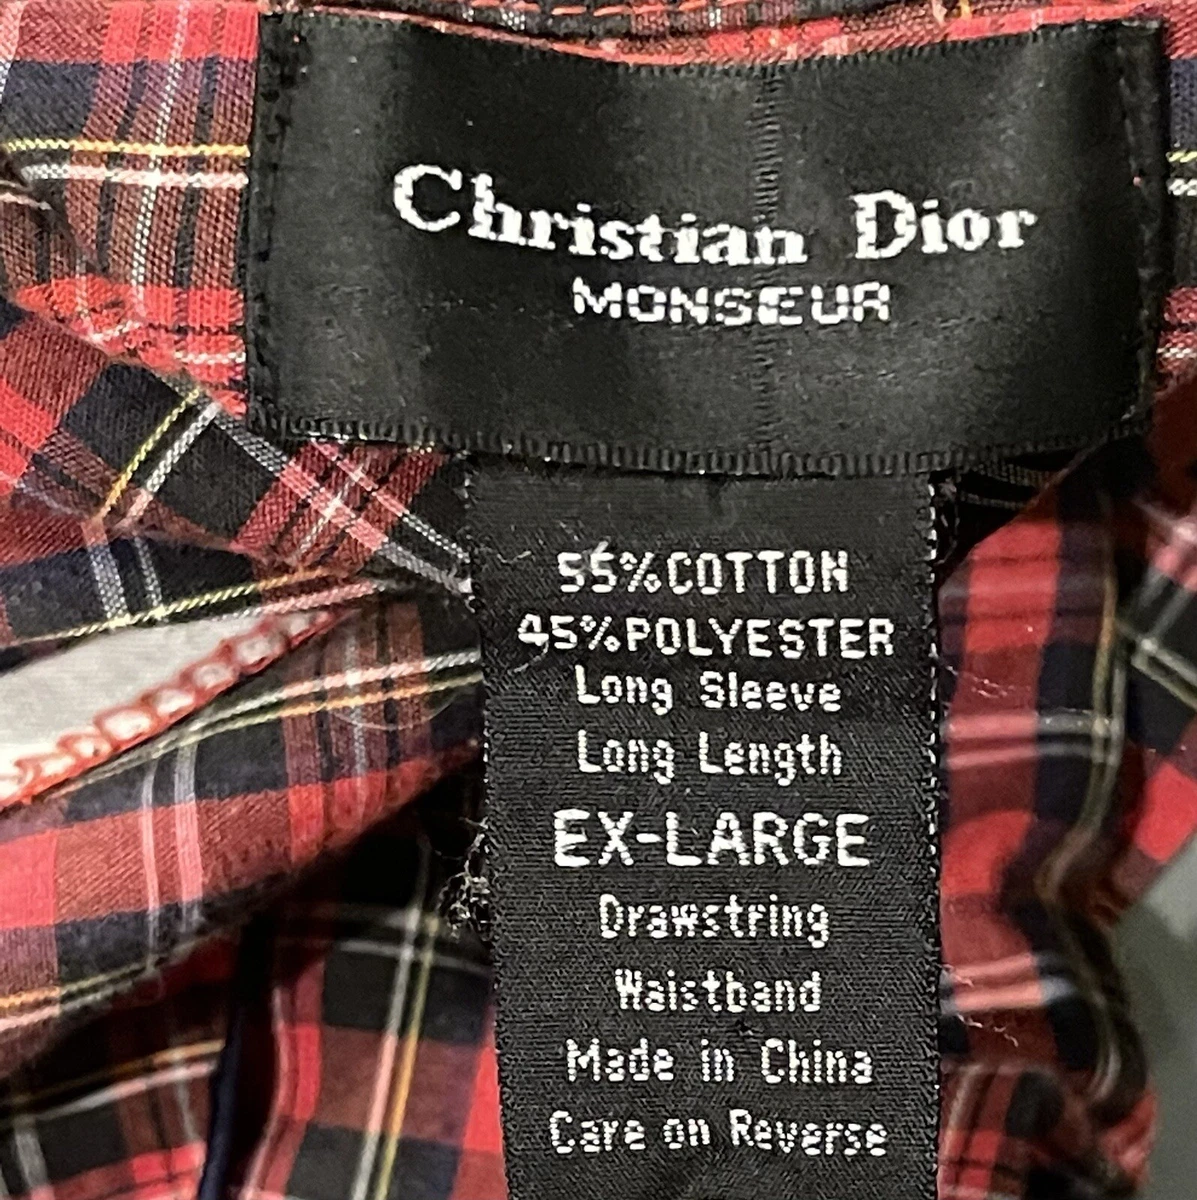 Christian Dior
MONSIEUR
55%COTTON
45%POLYESTER
Long Sleeve
Long Length
EX-LARGE
Drawstring
Waistband
Made in China
Care on Reverse